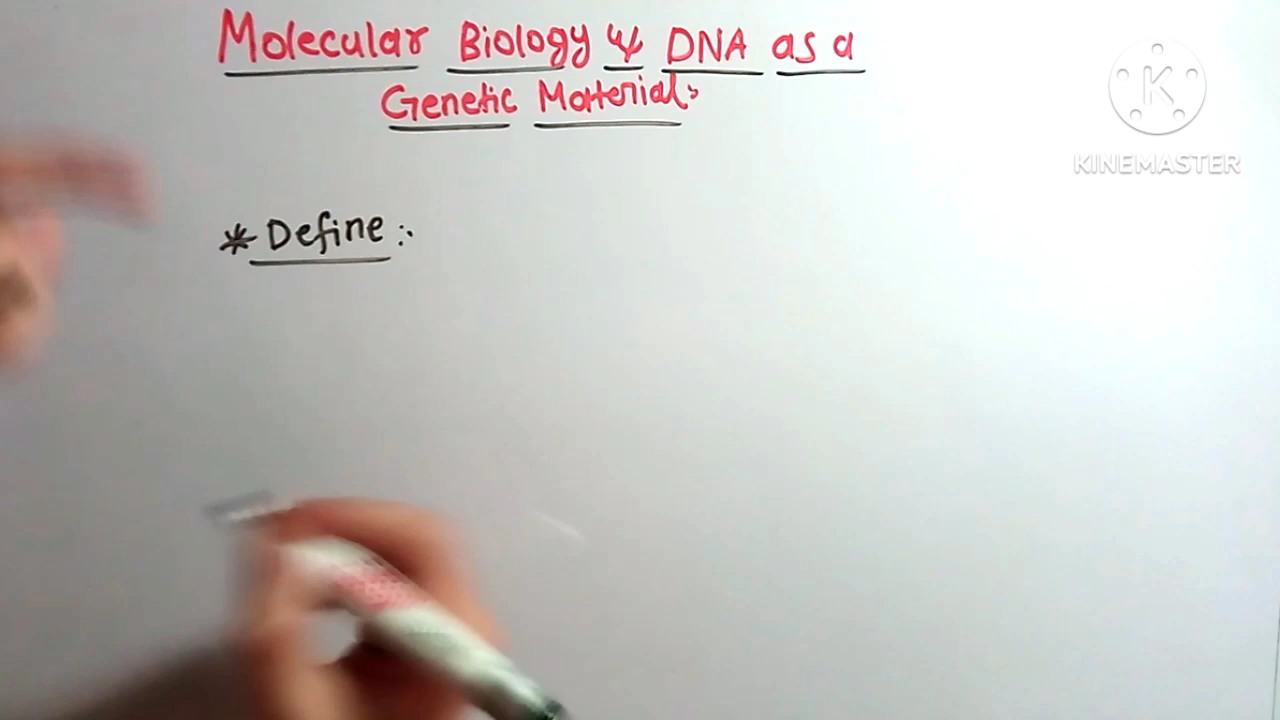 Molecular Biology & DNA as a
Genetic Material:
* Define:-
K
KINEMASTER